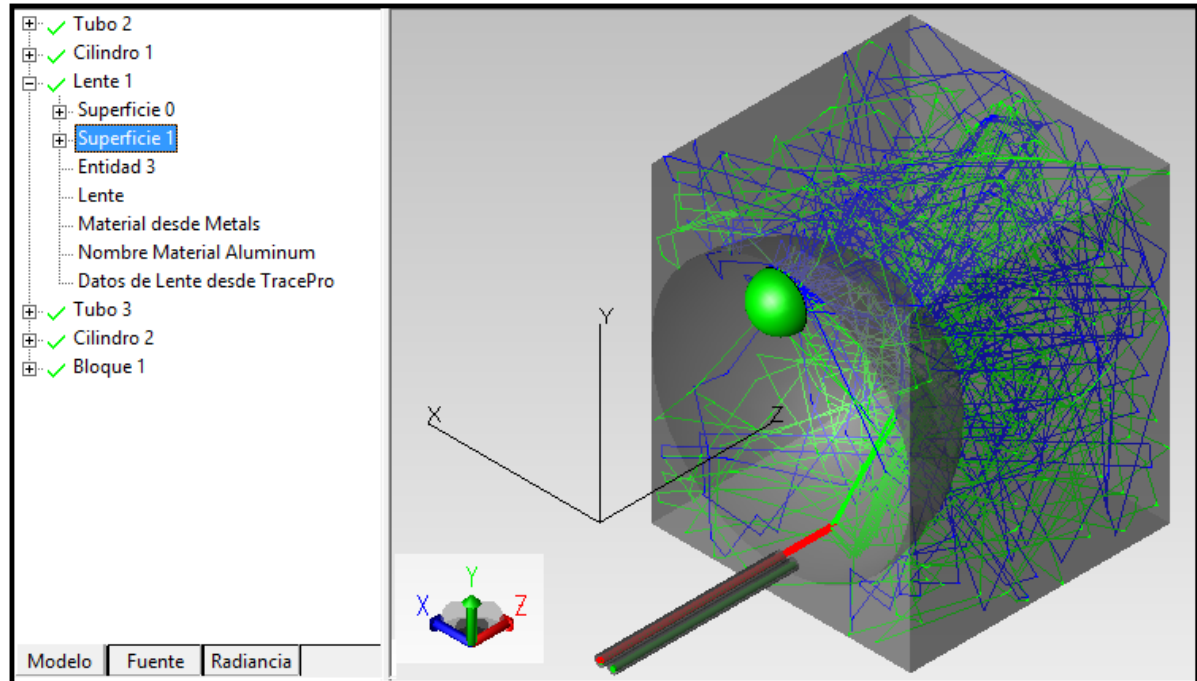 Tubo 2
Cilindro 1
Lente 1
Superficie 0
Superficie 1
Entidad 3
Lente
Material desde Metals
Nombre Material Aluminum
Datos de Lente desde TracePro
Tubo 3
Cilindro 2
Bloque 1
Modelo Fuente Radiancia
Y
X
Z
Y
X
Z